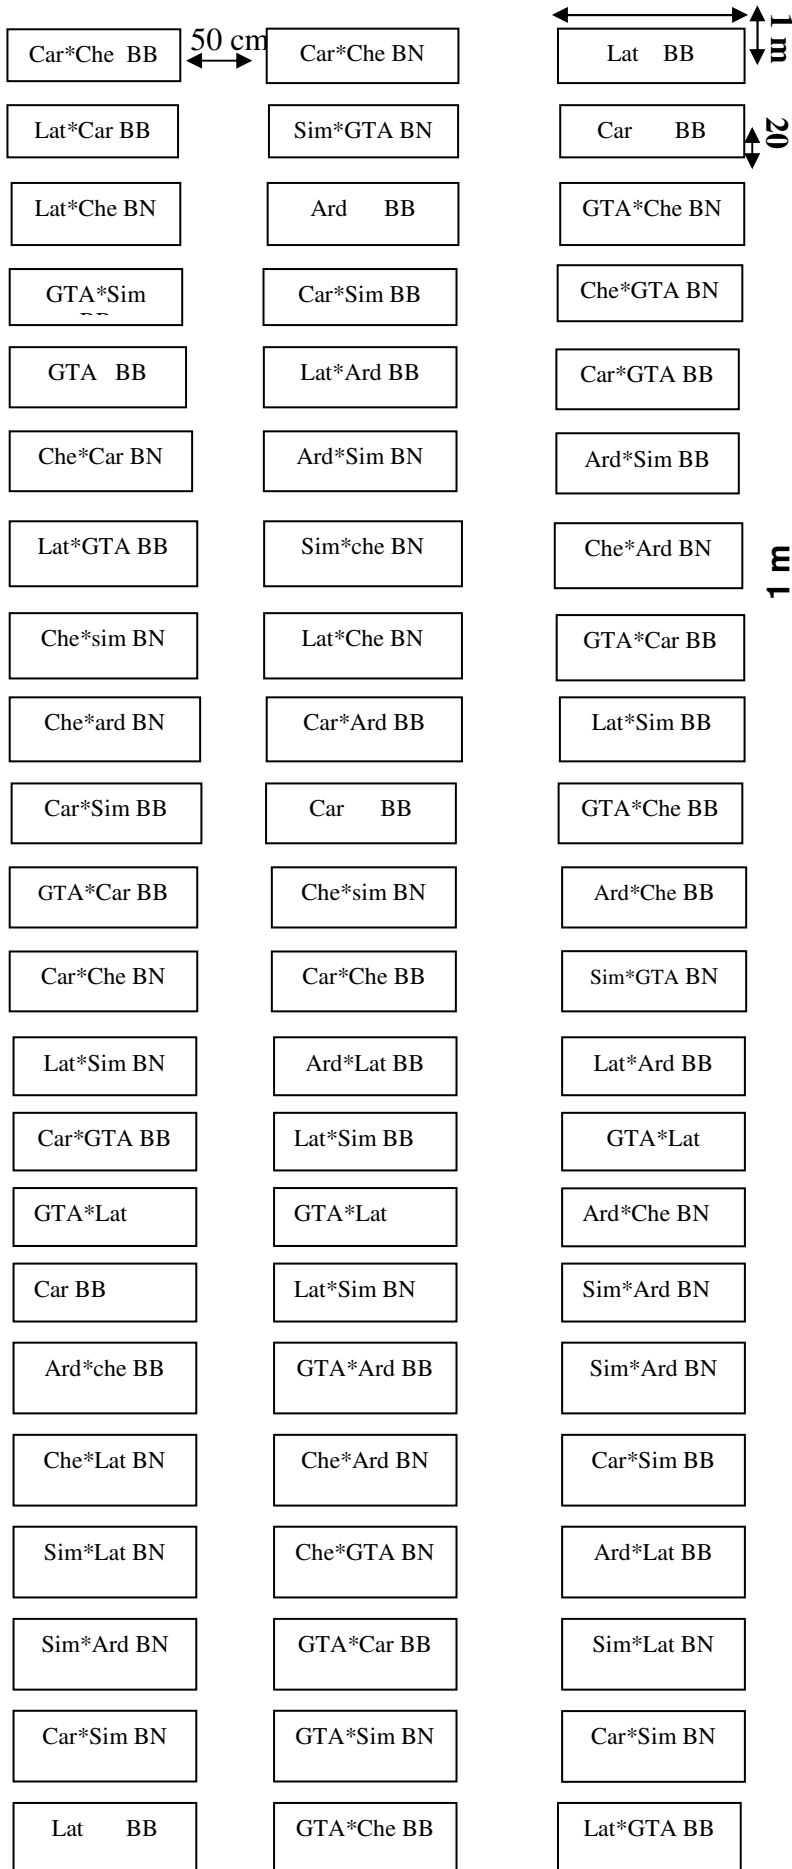 Car*Che BB 50 cm Car*Che BN Lat BB 1 m
Lat*Car BB Sim*GTA BN Car BB 20
Lat*Che BN Ard BB GTA*Che BN
GTA*Sim Car*Sim BB Che*GTA BN
GTA BB Lat*Ard BB Car*GTA BB
Che*Car BN Ard*Sim BN Ard*Sim BB
Lat*GTA BB Sim*che BN Che*Ard BN 1 m
Che*sim BN Lat*Che BN GTA*Car BB
Che*ard BN Car*Ard BB Lat*Sim BB
Car*Sim BB Car BB GTA*Che BB
GTA*Car BB Che*sim BN Ard*Che BB
Car*Che BN Car*Che BB Sim*GTA BN
Lat*Sim BN Ard*Lat BB Lat*Ard BB
Car*GTA BB Lat*Sim BB GTA*Lat
GTA*Lat GTA*Lat Ard*Che BN
Car BB Lat*Sim BN Sim*Ard BN
Ard*che BB GTA*Ard BB Sim*Ard BN
Che*Lat BN Che*Ard BN Car*Sim BB
Sim*Lat BN Che*GTA BN Ard*Lat BB
Sim*Ard BN GTA*Car BB Sim*Lat BN
Car*Sim BN GTA*Sim BN Car*Sim BN
Lat BB GTA*Che BB Lat*GTA BB